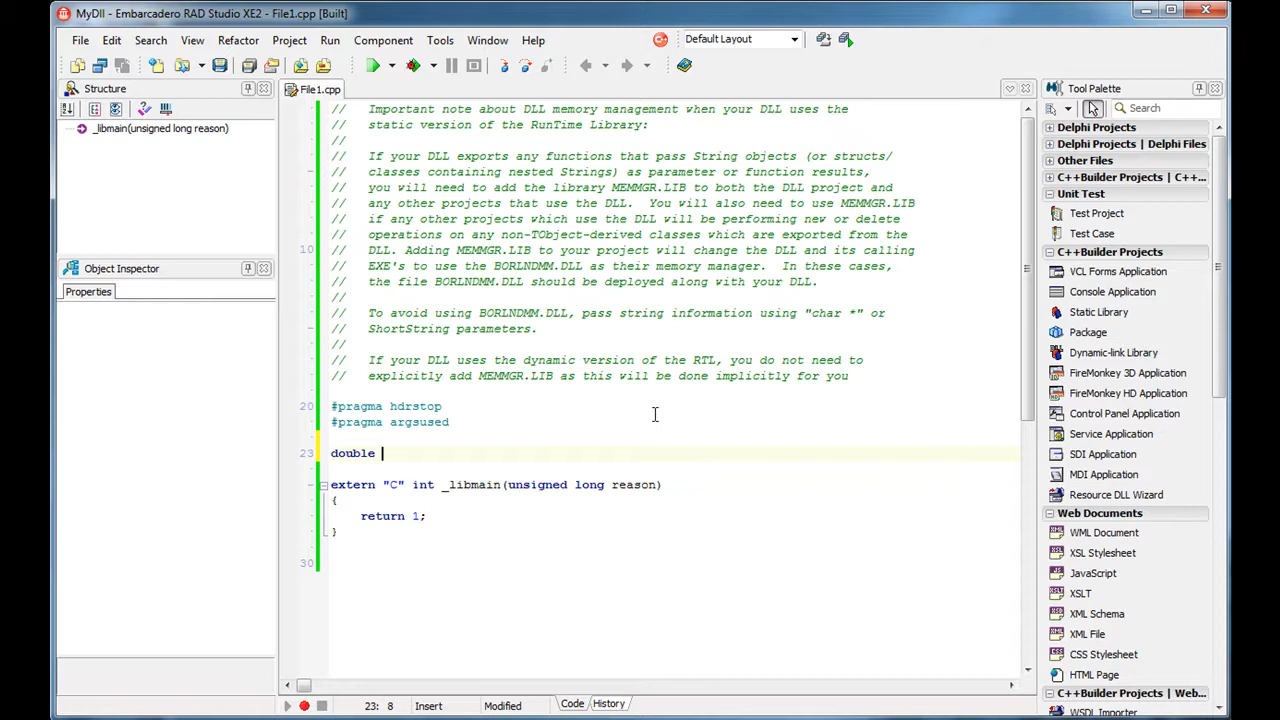 MyDll - Embarcadero RAD Studio XE2 - File1.cpp [Built]
File Edit Search View Refactor Project Run Component Tools Window Help
Default Layout
Structure
_libmain(unsigned long reason)
Object Inspector
Properties
File1.cpp
//   Important note about DLL memory management when your DLL uses the
//   static version of the RunTime Library:
//
//   If your DLL exports any functions that pass String objects (or structs/
//   classes containing nested Strings) as parameter or function results,
//   you will need to add the library MEMMGR.LIB to both the DLL project and
//   any other projects that use the DLL.  You will also need to use MEMMGR.LIB
//   if any other projects which use the DLL will be performing new or delete
//   operations on any non-TObject-derived classes which are exported from the
10 //   DLL. Adding MEMMGR.LIB to your project will change the DLL and its calling
//   EXE's to use the BORLNDMM.DLL as their memory manager.  In these cases,
//   the file BORLNDMM.DLL should be deployed along with your DLL.
//
//   To avoid using BORLNDMM.DLL, pass string information using "char *" or
//   ShortString parameters.
//
//   If your DLL uses the dynamic version of the RTL, you do not need to
//   explicitly add MEMMGR.LIB as this will be done implicitly for you
20 #pragma hdrstop
#pragma argsused
23 double
extern "C" int _libmain(unsigned long reason)
{
    return 1;
}
30
23: 8 Insert Modified Code History
Tool Palette
Search
Delphi Projects
Delphi Projects | Delphi Files
Other Files
C++Builder Projects | C++...
Unit Test
Test Project
Test Case
C++Builder Projects
VCL Forms Application
Console Application
Static Library
Package
Dynamic-link Library
FireMonkey 3D Application
FireMonkey HD Application
Control Panel Application
Service Application
SDI Application
MDI Application
Resource DLL Wizard
Web Documents
WML Document
XSL Stylesheet
JavaScript
XSLT
XML Schema
XML File
CSS Stylesheet
HTML Page
C++Builder Projects | Web...
WSDL Importer